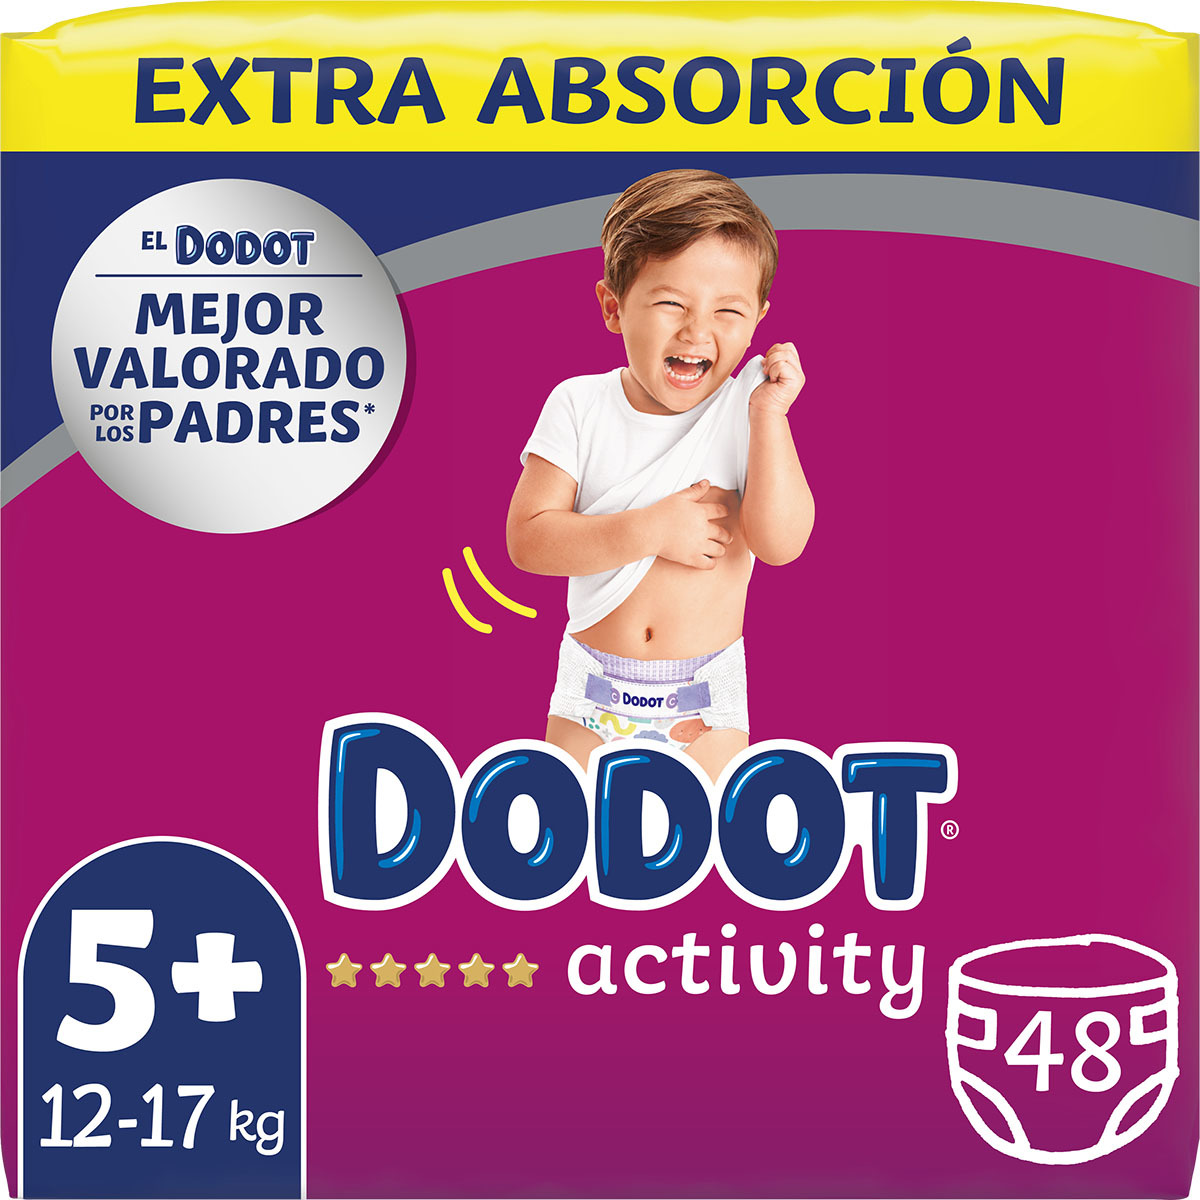 EXTRA ABSORCIÓN
EL DODOT
MEJOR
VALORADO
POR LOS PADRES*
C DODOT C
DODOT®
activity
5+
12-17 kg
48